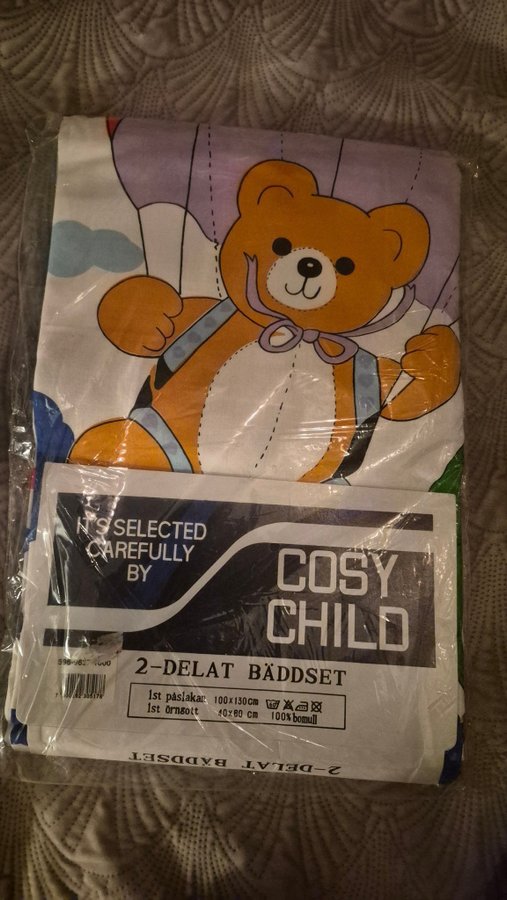 IT'S SELECTED
CAREFULLY
BY
COSY
CHILD
2-DELAT BÄDDSET
1st påslakan 100x130cm
1st örngott 40x60 cm 100% bomull
2-DELAT BÄDDSET